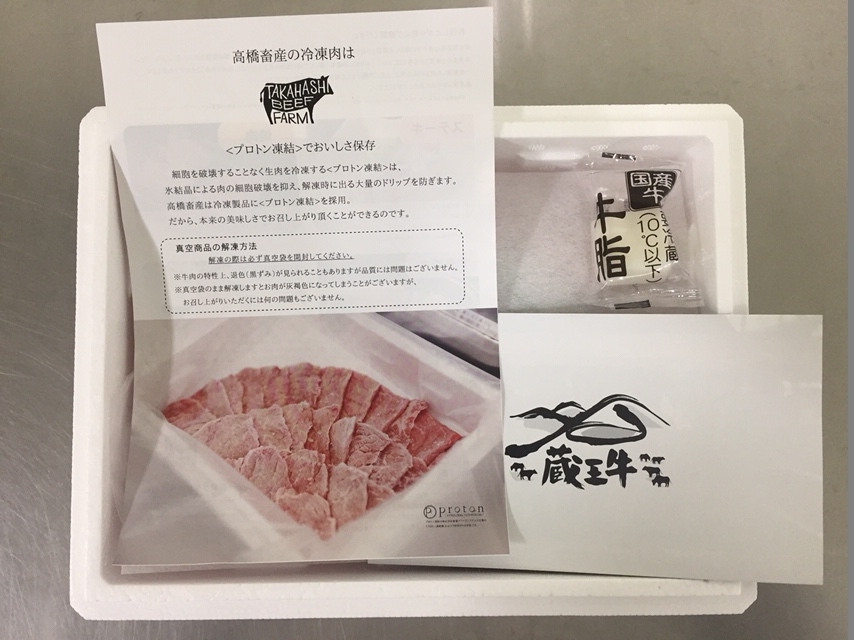 高橋畜産の冷凍肉は
TAKAHASHI
BEEF
FARM
<プロトン凍結>でおいしさ保存
細胞を破壊することなく生肉を冷凍する<プロトン凍結>は、
氷結晶による肉の細胞破壊を抑え、解凍時に出る大量のドリップを防ぎます。
高橋畜産は冷凍製品に<プロトン凍結>を採用。
だから、本来の美味しさでお召し上がり頂くことができるのです。
真空商品の解凍方法
解凍の際は必ず真空袋を開封してください。
※牛肉の特性上、退色(黒ずみ)が見られることもありますが品質には問題はございません。
※真空袋のまま解凍しますとお肉が灰褐色になってしまうことがございますが、
お召し上がりいただくには何の問題もございません。
proton
国産牛
牛脂
(10℃以下)
蔵王牛